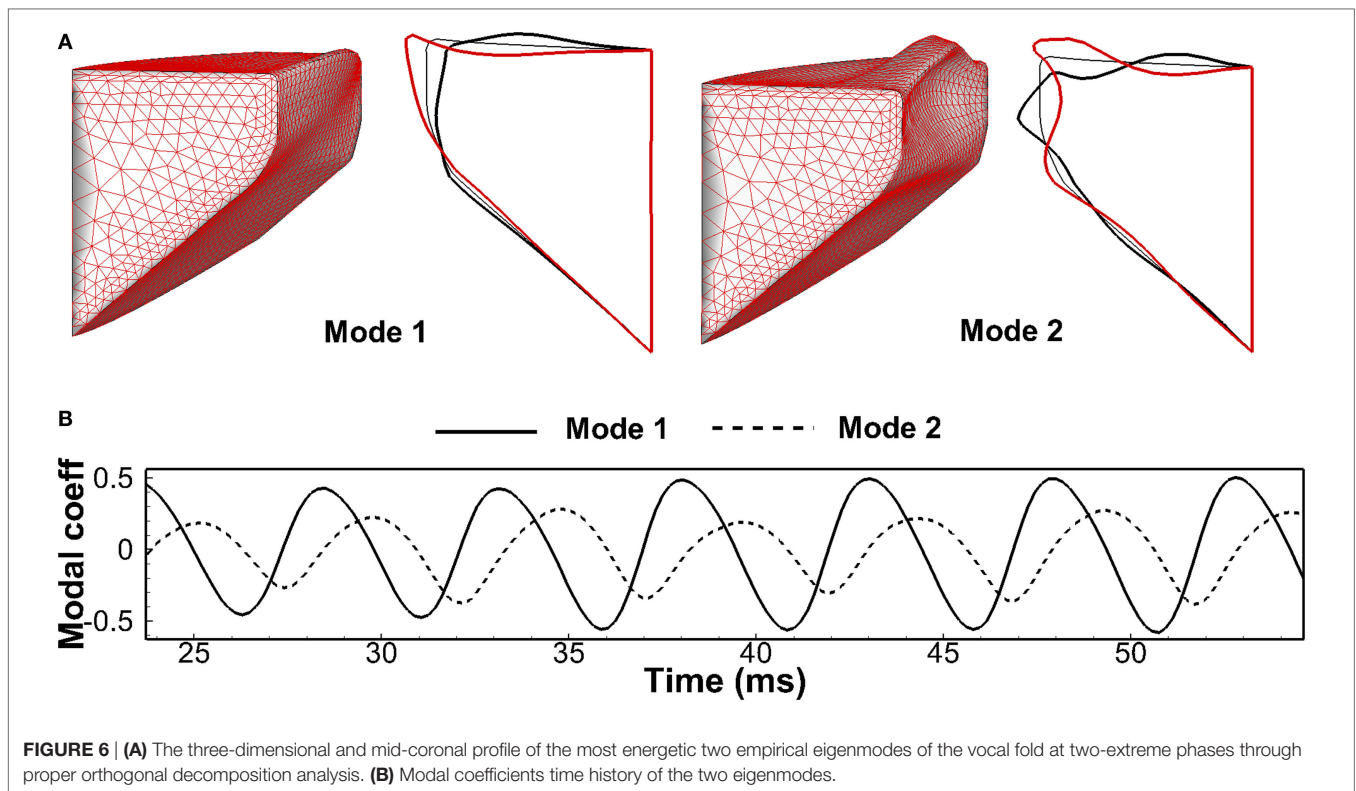 A
Mode 1
Mode 2
B
Mode 1 Mode 2
Modal coeff
0.5
0
-0.5
25 30 35 40 45 50
Time (ms)
FIGURE 6 | (A) The three-dimensional and mid-coronal profile of the most energetic two empirical eigenmodes of the vocal fold at two-extreme phases through
proper orthogonal decomposition analysis. (B) Modal coefficients time history of the two eigenmodes.